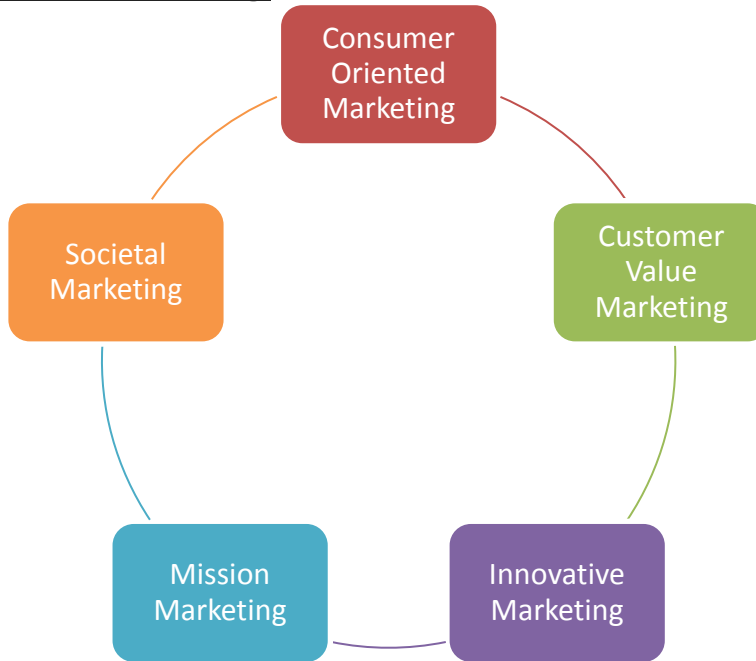 Consumer
Oriented
Marketing
Customer
Value
Marketing
Innovative
Marketing
Mission
Marketing
Societal
Marketing